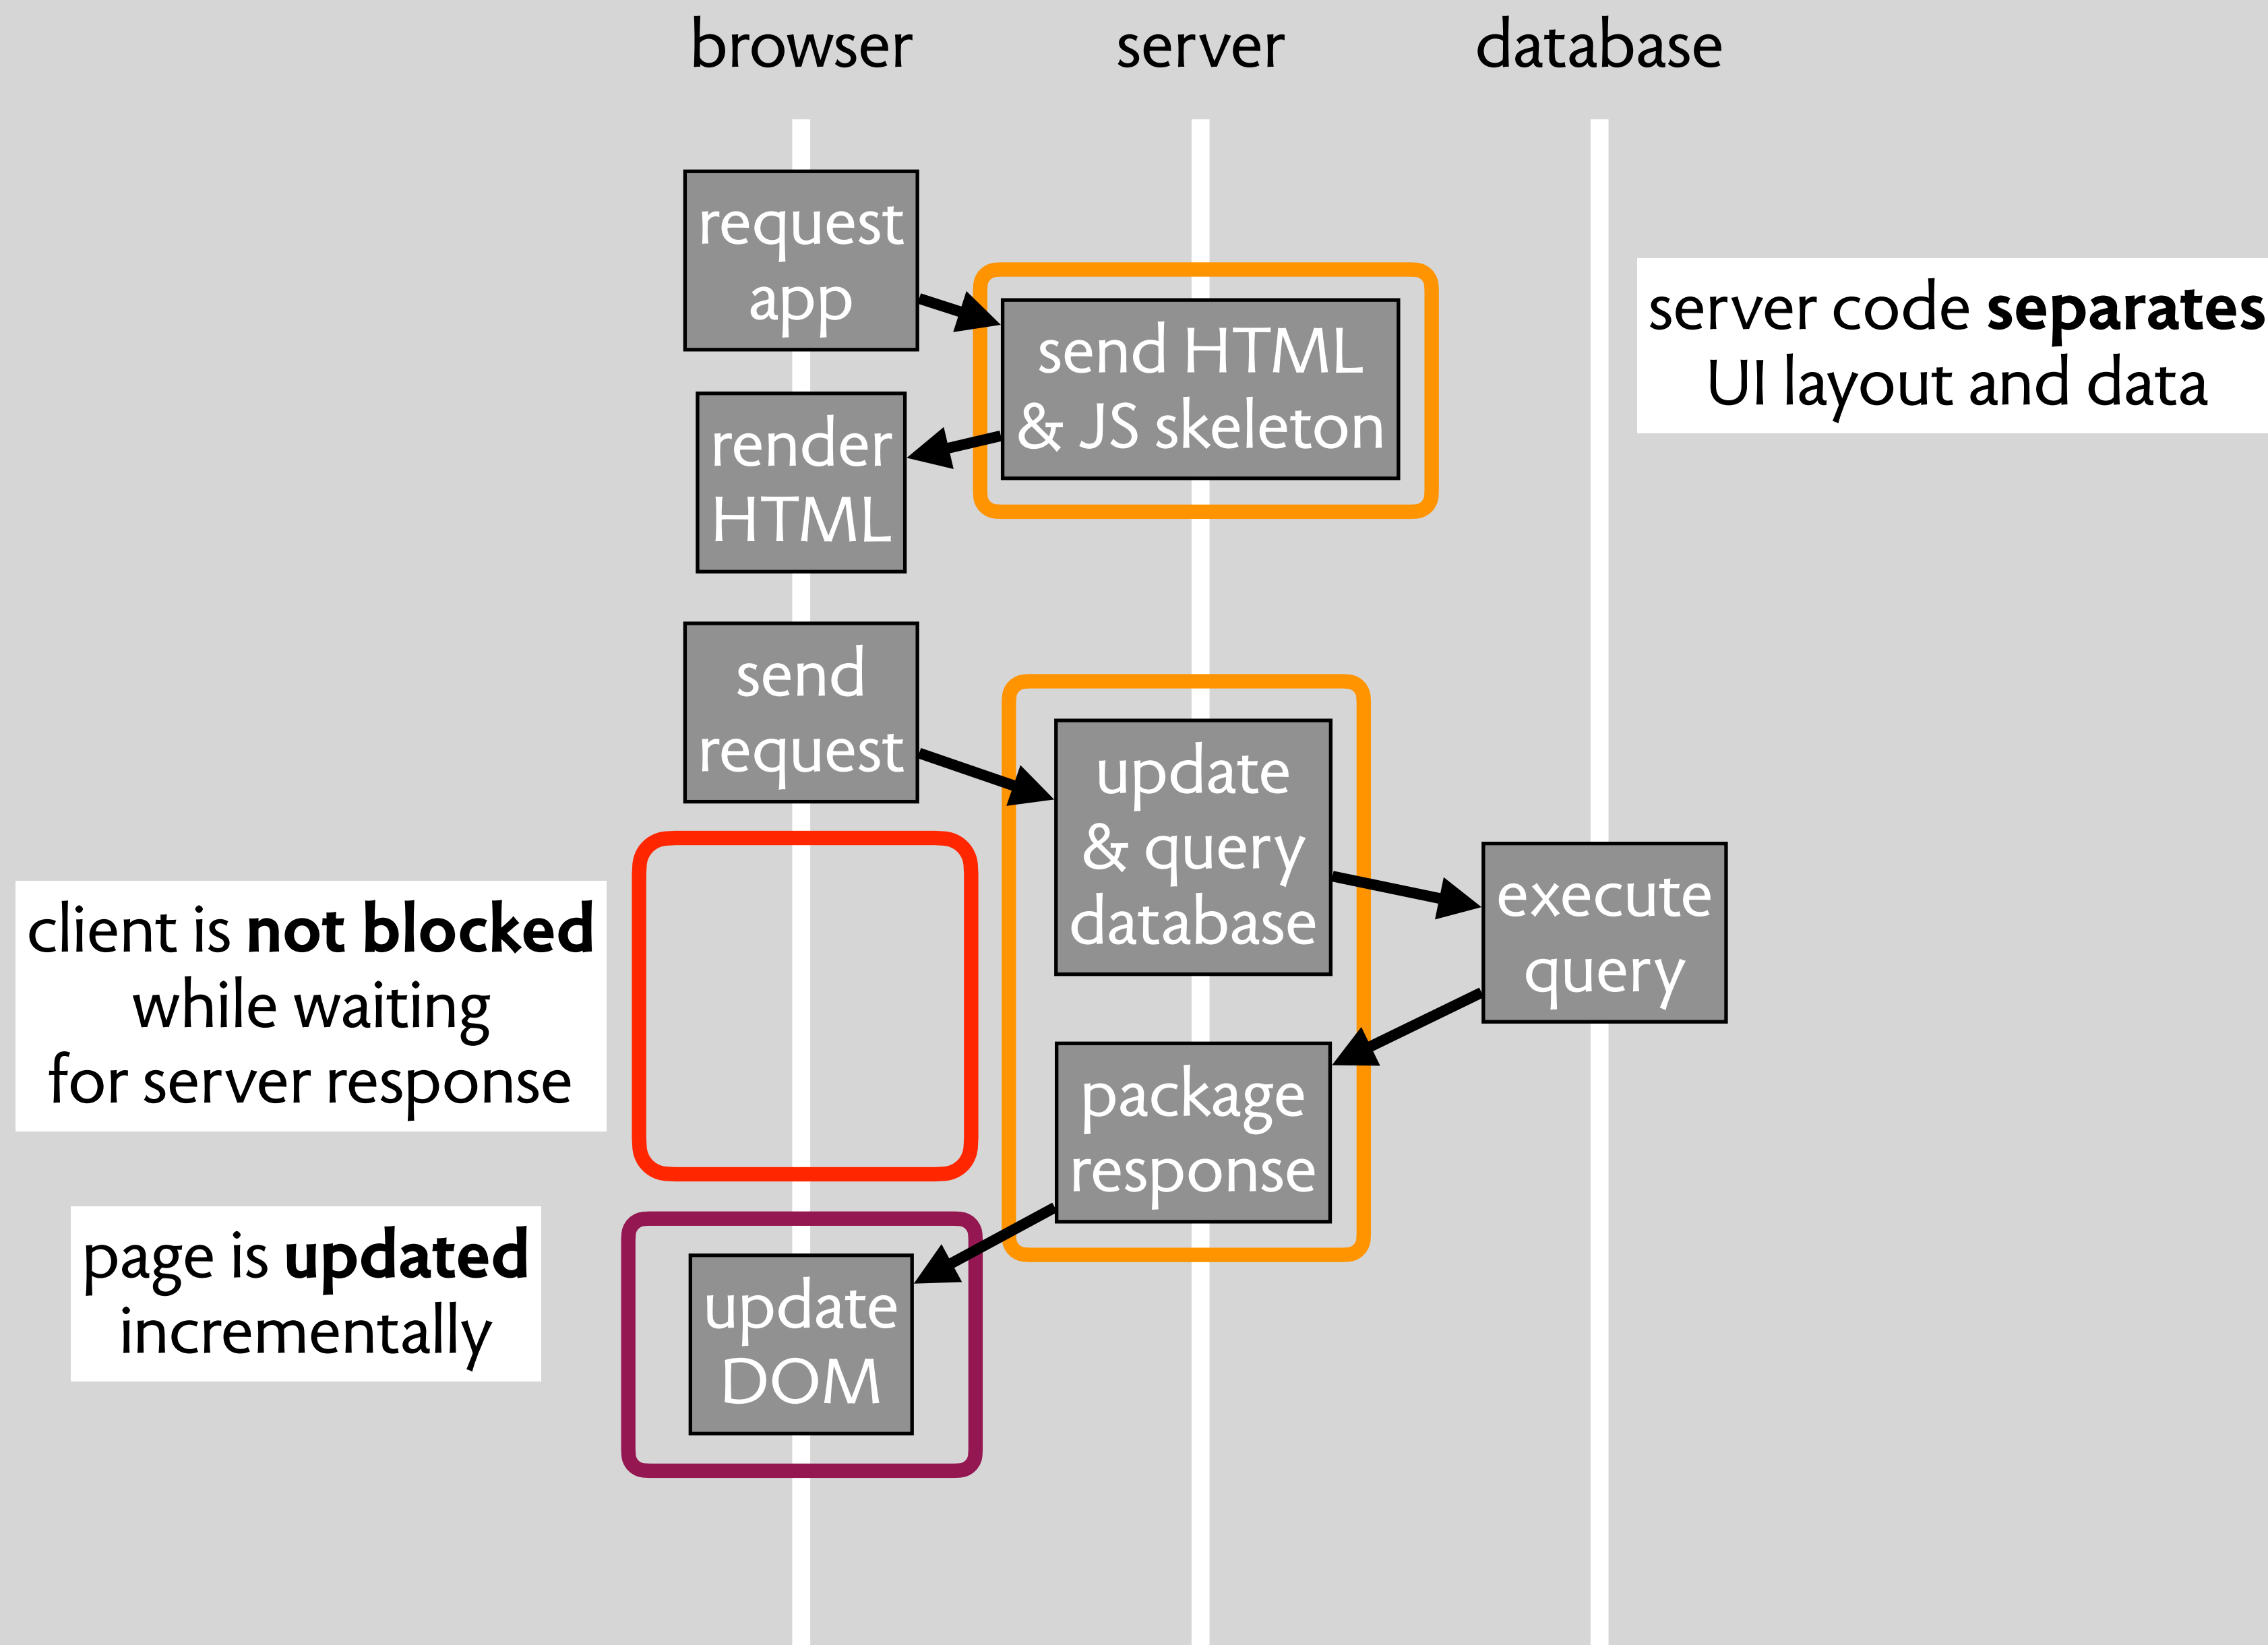 browser
server
database
request
app
send HTML
& JS skeleton
server code separates
UI layout and data
render
HTML
send
request
update
& query
database
execute
query
client is not blocked
while waiting
for server response
package
response
page is updated
incrementally
update
DOM